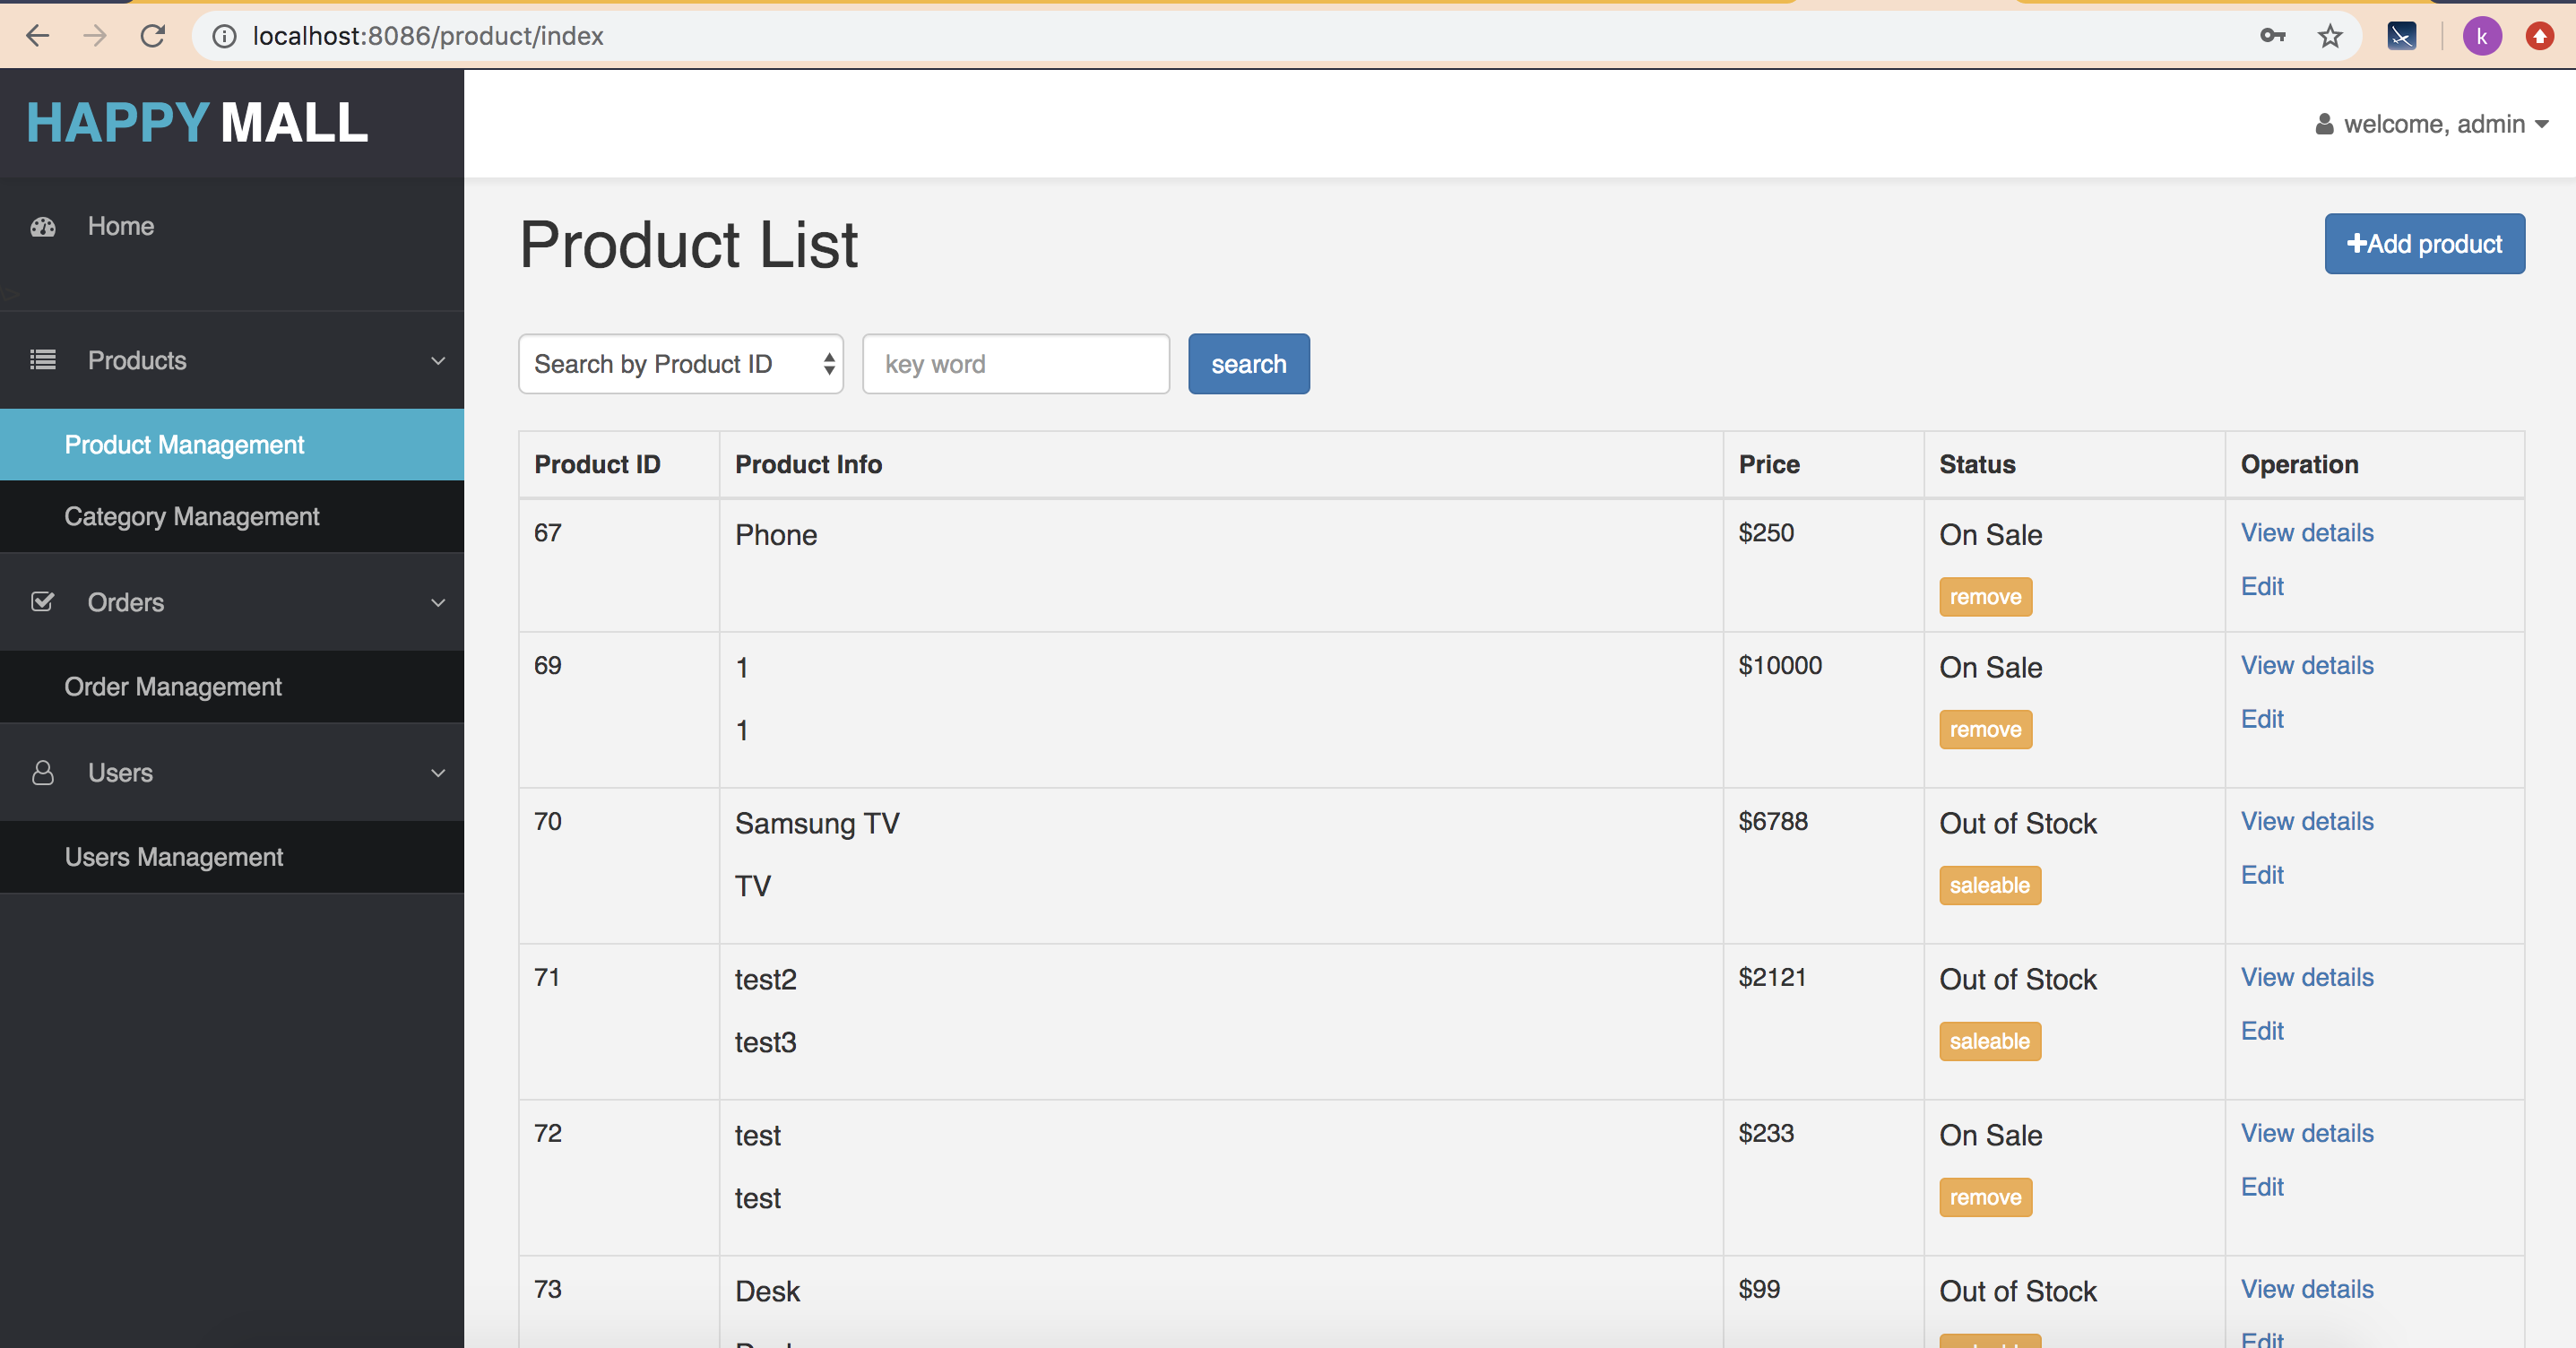 localhost:8086/product/index
k
HAPPY MALL
welcome, admin
Home
Products
Product Management
Category Management
Orders
Order Management
Users
Users Management
Product List
Add product
Search by Product ID
key word
search
Product ID Product Info Price Status Operation
67 Phone $250 On Sale View details
remove Edit
69 1 $10000 On Sale View details
1 remove Edit
70 Samsung TV $6788 Out of Stock View details
TV saleable Edit
71 test2 $2121 Out of Stock View details
test3 saleable Edit
72 test $233 On Sale View details
test remove Edit
73 Desk $99 Out of Stock View details
Edit